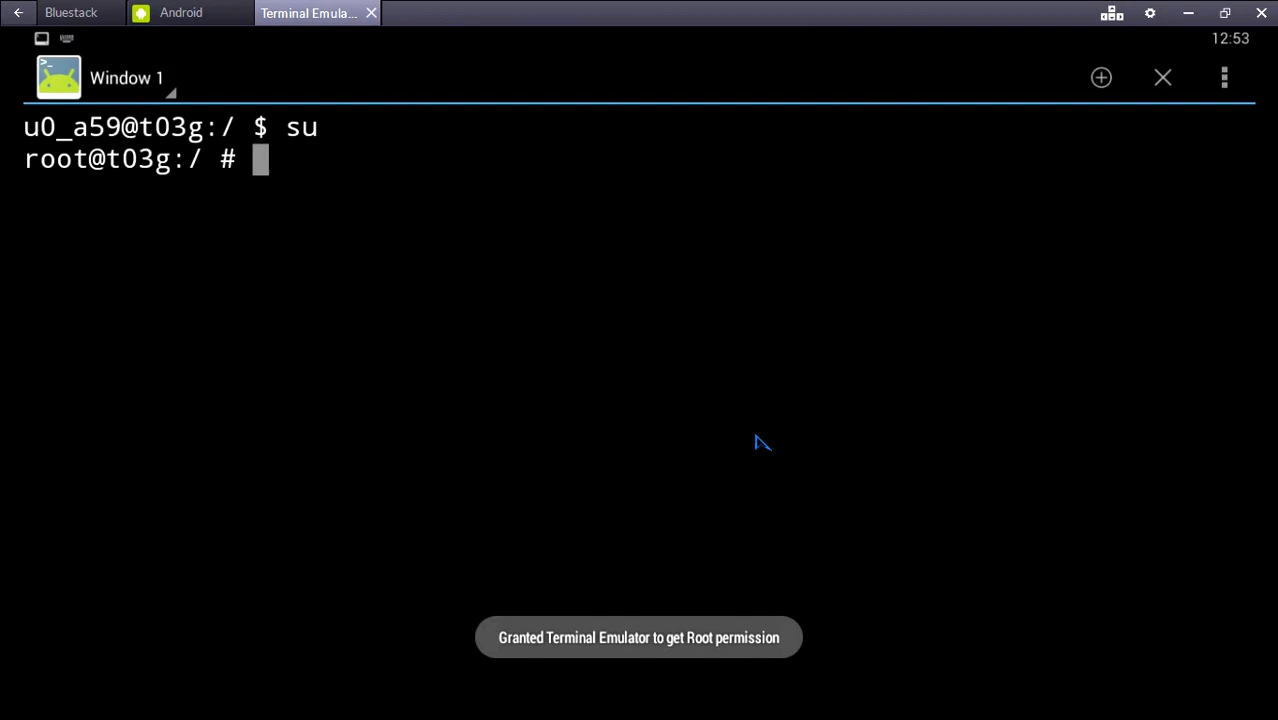 Bluestack
Android
Terminal Emula...
12:53
>_
Window 1
u0_a59@t03g:/ $ su
root@t03g:/ #
Granted Terminal Emulator to get Root permission